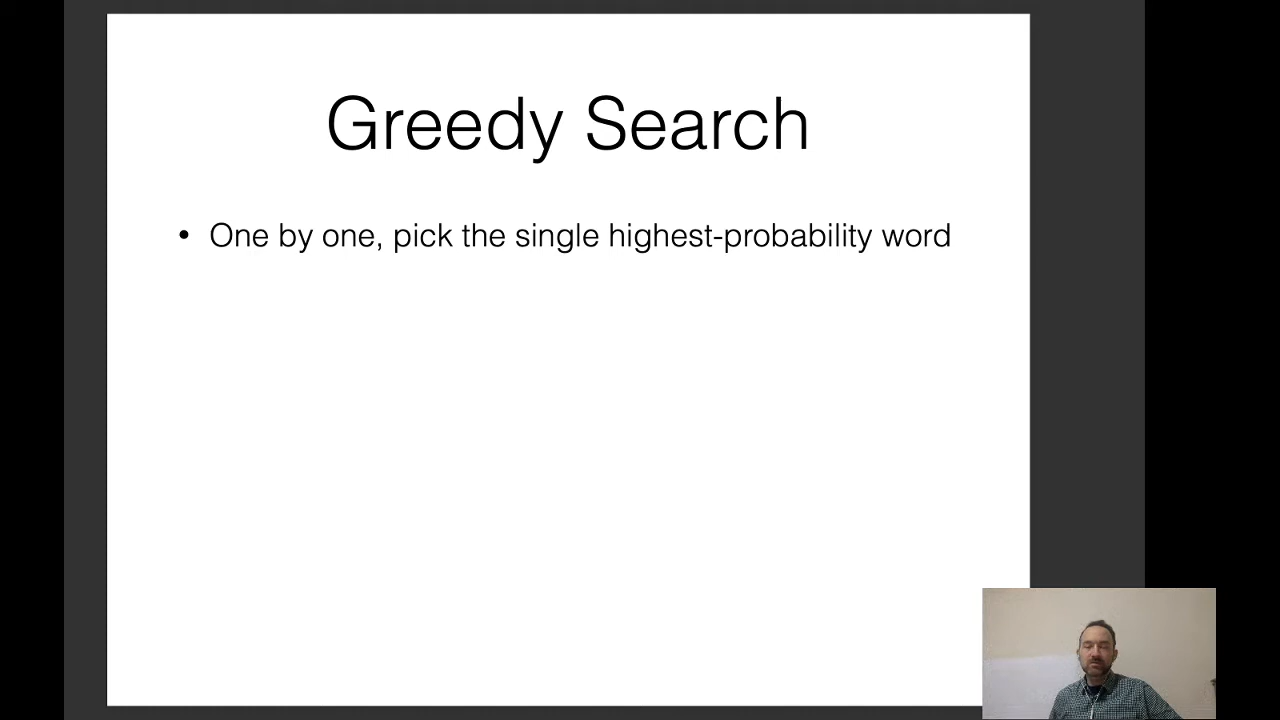 Greedy Search
• One by one, pick the single highest-probability word